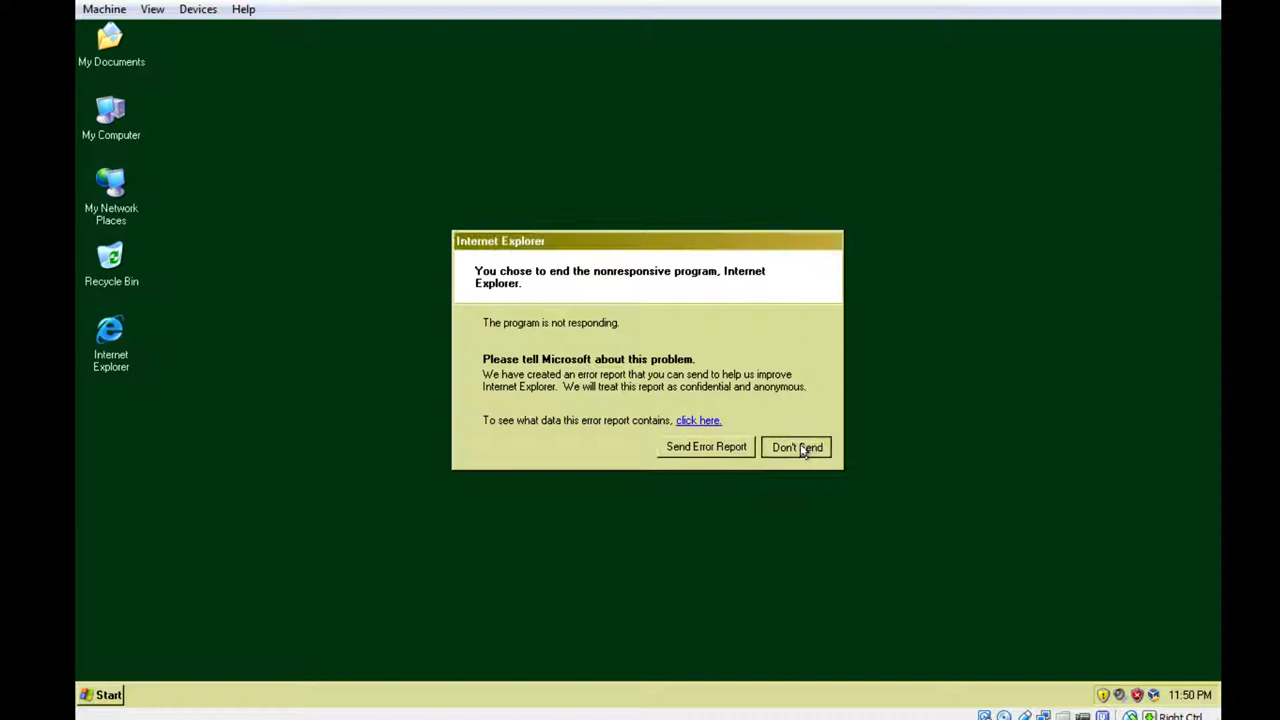 Machine View Devices Help
My Documents
My Computer
My Network
Places
Recycle Bin
Internet
Explorer
Internet Explorer
You chose to end the nonresponsive program, Internet
Explorer.
The program is not responding.
Please tell Microsoft about this problem.
We have created an error report that you can send to help us improve
Internet Explorer. We will treat this report as confidential and anonymous.
To see what data this error report contains, click here.
Send Error Report Don't Send
Start 11:50 PM
Right Ctrl